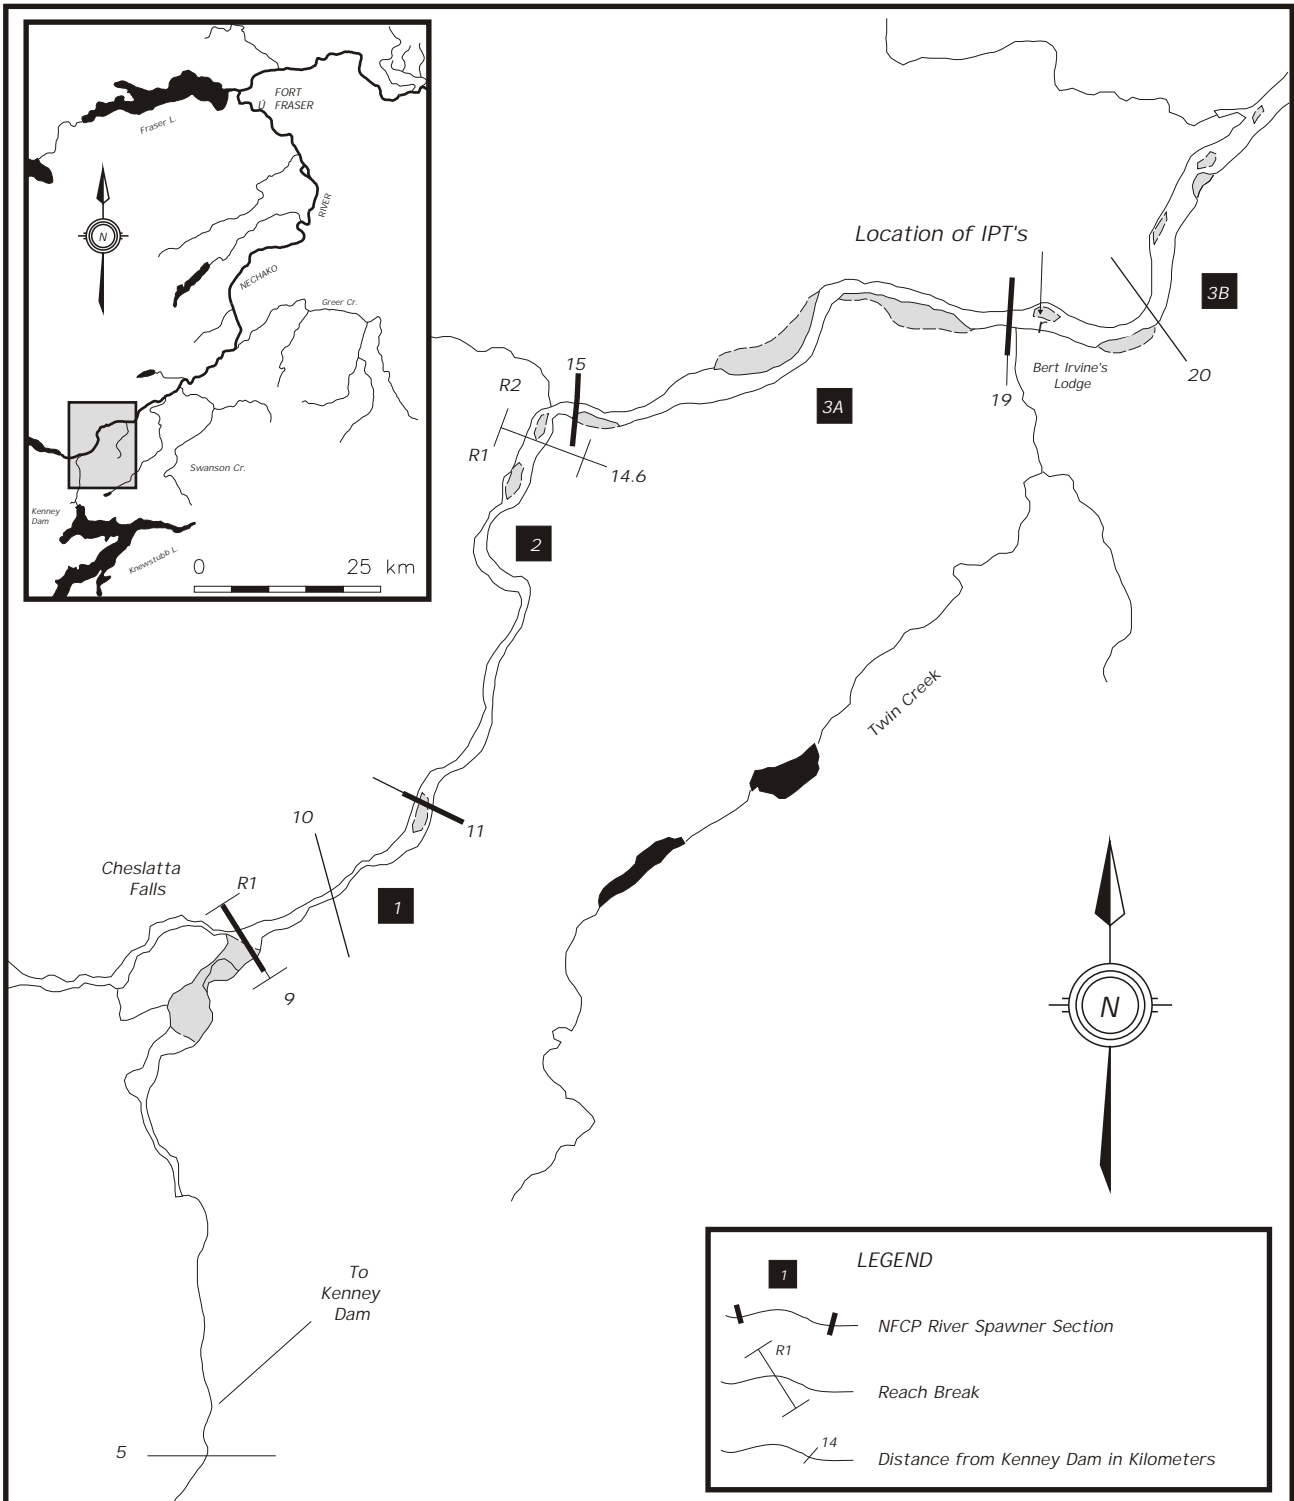 FORT
Ú FRASER
Fraser L.
N
RIVER
NECHAKO
Greer Cr.
Swanson Cr.
Kenney
Dam
Knewstubb L.
0 25 km
Location of IPT's
3B
r
Bert Irvine's
Lodge
20
19
15
R2
3A
R1
14.6
2
Twin Creek
10
11
Cheslatta
Falls
R1
1
9
N
To
Kenney
Dam
5
LEGEND
1
NFCP River Spawner Section
R1
Reach Break
14
Distance from Kenney Dam in Kilometers